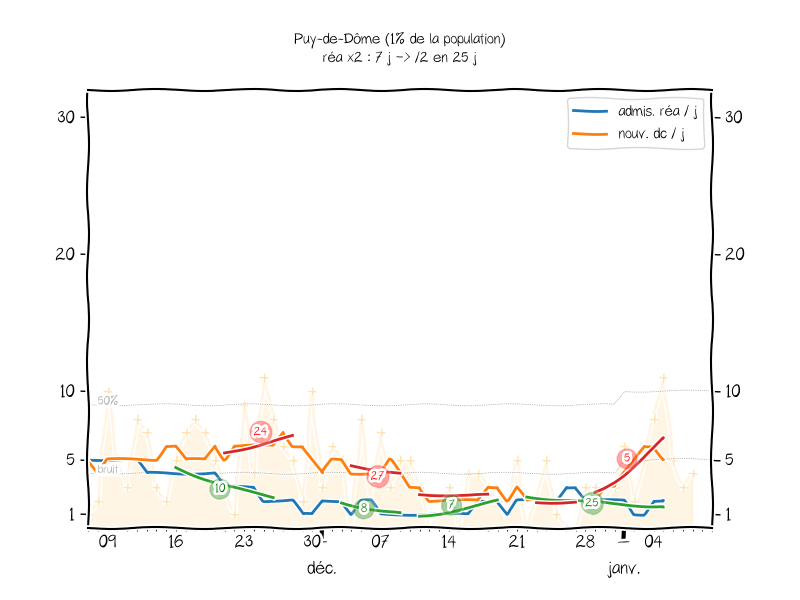 Puy-de-Dôme (1% de la population)
réa x2 : 7 j -> /2 en 25 j
admis. réa / j
nouv. dc / j
30
30
20
20
10
10
50%
5
5
bruit
1
1
24
27
5
10
8
7
25
09 16 23 30 07 14 21 28 04
déc. janv.